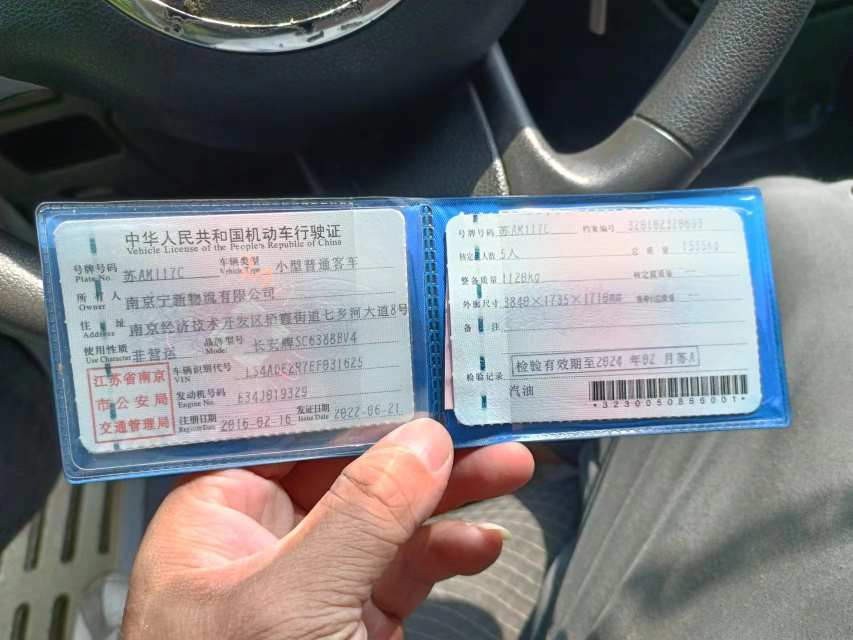 中华人民共和国机动车行驶证
Vehicle License of the People's Republic of China
号牌号码 苏AM117C 车辆类型 小型普通客车
Plate No. Vehicle Type
所有人 南京宁新物流有限公司
Owner
住址 南京经济技术开发区栖霞街道七乡河大道8号
Address
使用性质 非营运 品牌型号 长安牌SC6388BV4
Use Character Model
江苏省南京
市公安局
交通管理局
车辆识别代号
VIN
发动机号码 E34J019329
Engine No.
注册日期 2016-02-16 发证日期 2022-06-21
Register Date Issue Date
号牌号码 苏AM117C 档案编号
核定载人数 5人 总质量 1535kg
整备质量 1120kg 核定载质量
外廓尺寸 3840×1735×1710
备注
检验有效期至2024年02月苏A
检验记录
汽油
*3230050866001*